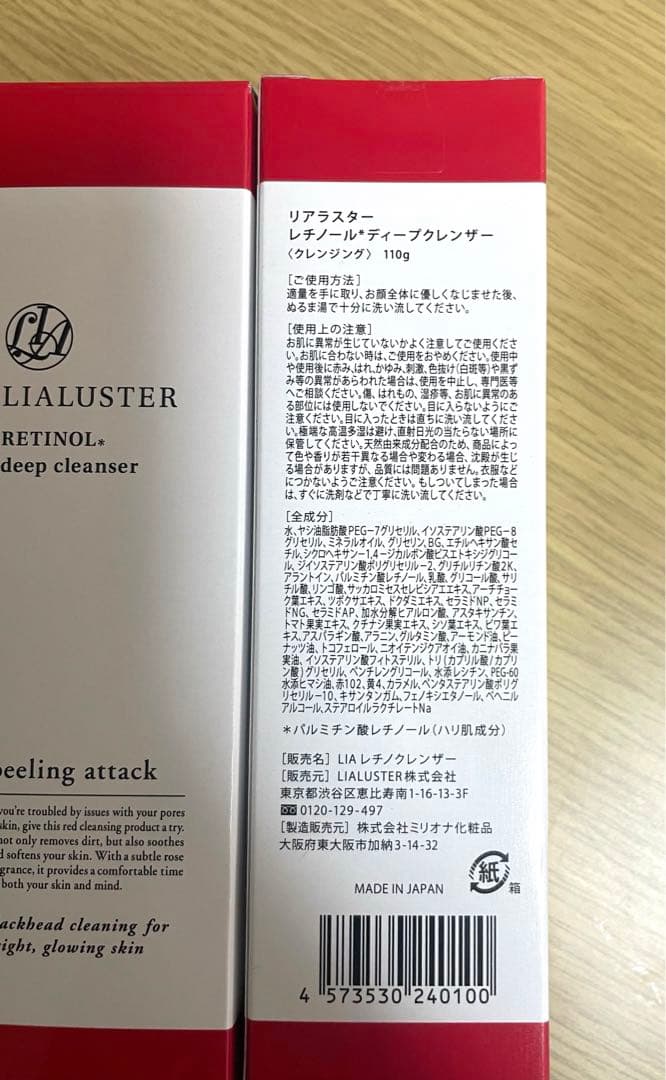 LIA
LIALUSTER
RETINOL*
deep cleanser
peeling attack
you're troubled by issues with your pores
skin, give this red cleansing product a try.
not only removes dirt, but also soothes
d softens your skin. With a subtle rose
agrance, it provides a comfortable time
both your skin and mind.
ackhead cleaning for
ight, glowing skin
リアラスター
レチノール*ディープクレンザー
〈クレンジング〉 110g
[ご使用方法]
適量を手に取り、お顔全体に優しくなじませた後、
ぬるま湯で十分に洗い流してください。
[使用上の注意]
お肌に異常が生じていないかよく注意してご使用くださ
い。お肌に合わない時は、ご使用をおやめください。使用中
や使用後に赤み、はれ、かゆみ、刺激、色抜け(白斑等)や黒ず
み等の異常があらわれた場合は、使用を中止し、専門医等
へご相談ください。傷、はれもの、湿疹等、お肌に異常のあ
る部位には使用しないでください。目に入らないようにご
注意ください。目に入ったときは直ちに洗い流してくださ
い。極端な高温多湿は避け、直射日光の当たらない場所に
保管してください。天然由来成分配合のため、商品によっ
て色や香りが若干異なる場合や変わる場合、沈殿が生じ
る場合がありますが、品質には問題ありません。衣服など
につかないようご注意ください。もしついてしまった場合
は、すぐに洗剤などで丁寧に洗い流してください。
[全成分]
水、ヤシ油脂肪酸PEG-7グリセリル、イソステアリン酸PEG-8
グリセリル、ミネラルオイル、グリセリン、BG、エチルヘキサン酸セ
チル、シクロヘキサン-1,4-ジカルボン酸ビスエトキシジグリコー
ル、ジイソステアリン酸ポリグリセリル-2、グリチルリチン酸2K、
アラントイン、パルミチン酸レチノール、乳酸、グリコール酸、サリ
チル酸、リンゴ酸、サッカロミセスセレビシアエエキス、アーチチョー
ク葉エキス、ツボクサエキス、ドクダミエキス、セラミドNP、セラミ
ドNG、セラミドAP、加水分解ヒアルロン酸、アスタキサンチン、
トマト果実エキス、クチナシ果実エキス、シソ葉エキス、ビワ葉エ
キス、アスパラギン酸、アラニン、グルタミン酸、アーモンド油、ピー
ナッツ油、トコフェロール、ニオイテンジクアオイ油、カニナバラ果
実油、イソステアリン酸フィトステリル、トリ(カプリル酸/カプリ
ン酸)グリセリル、ペンチレングリコール、水添レシチン、PEG-60
水添ヒマシ油、赤102、黄4、カラメル、ペンタステアリン酸ポリグ
リセリル-10、キサンタンガム、フェノキシエタノール、ベヘニル
アルコール、ステアロイルラクチレートNa
*パルミチン酸レチノール(ハリ肌成分)
[販売名] LIA レチノクレンザー
[販売元] LIALUSTER株式会社
東京都渋谷区恵比寿南1-16-13-3F
0120-129-497
[製造販売元] 株式会社ミリオナ化粧品
大阪府東大阪市加納3-14-32
MADE IN JAPAN
紙
箱
4 573530 240100